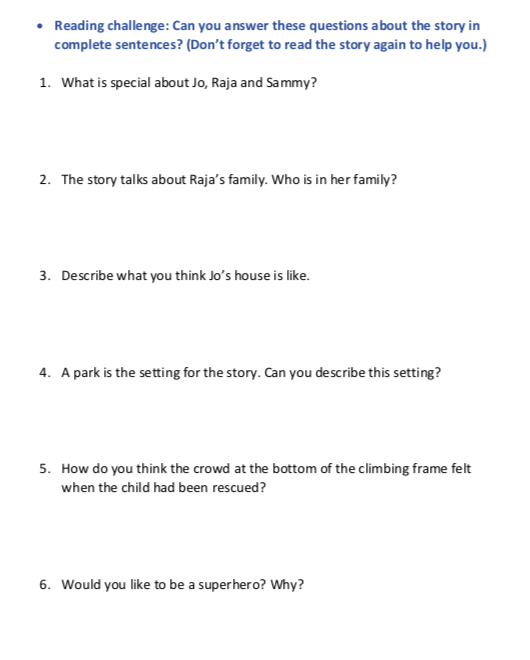 • Reading challenge: Can you answer these questions about the story in
complete sentences? (Don't forget to read the story again to help you.)
1. What is special about Jo, Raja and Sammy?
2. The story talks about Raja's family. Who is in her family?
3. Describe what you think Jo's house is like.
4. A park is the setting for the story. Can you describe this setting?
5. How do you think the crowd at the bottom of the climbing frame felt
when the child had been rescued?
6. Would you like to be a superhero? Why?